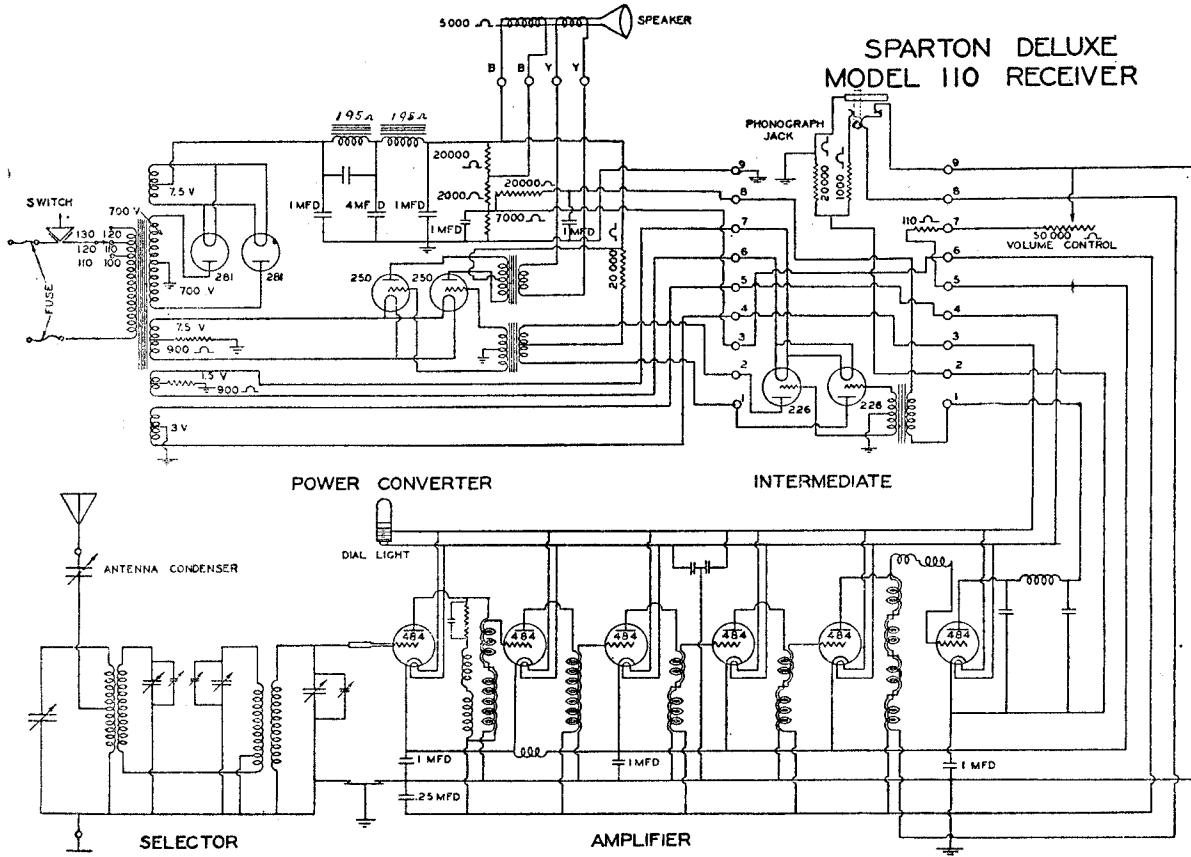 SPARTON DELUXE
MODEL 110 RECEIVER
5000 Ω
SPEAKER
B B Y Y
195Ω 195Ω
PHONOGRAPH
JACK
20000
Ω
2000
20000Ω
7000 Ω
1 MFD
4MFD
1 MFD
1 MFD
1 MFD
20 000 Ω
20000 Ω
1000 Ω
SWITCH
FUSE
130 120
120 110
110 100
7.5 V
700 V
700 V
281
281
250
250
7.5 V
900 Ω
1.5 V
900 Ω
3 V
9
8
7
6
5
4
3
2
1
226
226
9
8
7
6
5
4
3
2
1
110
Ω
50 000 Ω
VOLUME CONTROL
POWER CONVERTER
INTERMEDIATE
DIAL LIGHT
ANTENNA CONDENSER
484
484
484
484
484
484
1 MFD
.25 MFD
1 MFD
1 MFD
SELECTOR
AMPLIFIER